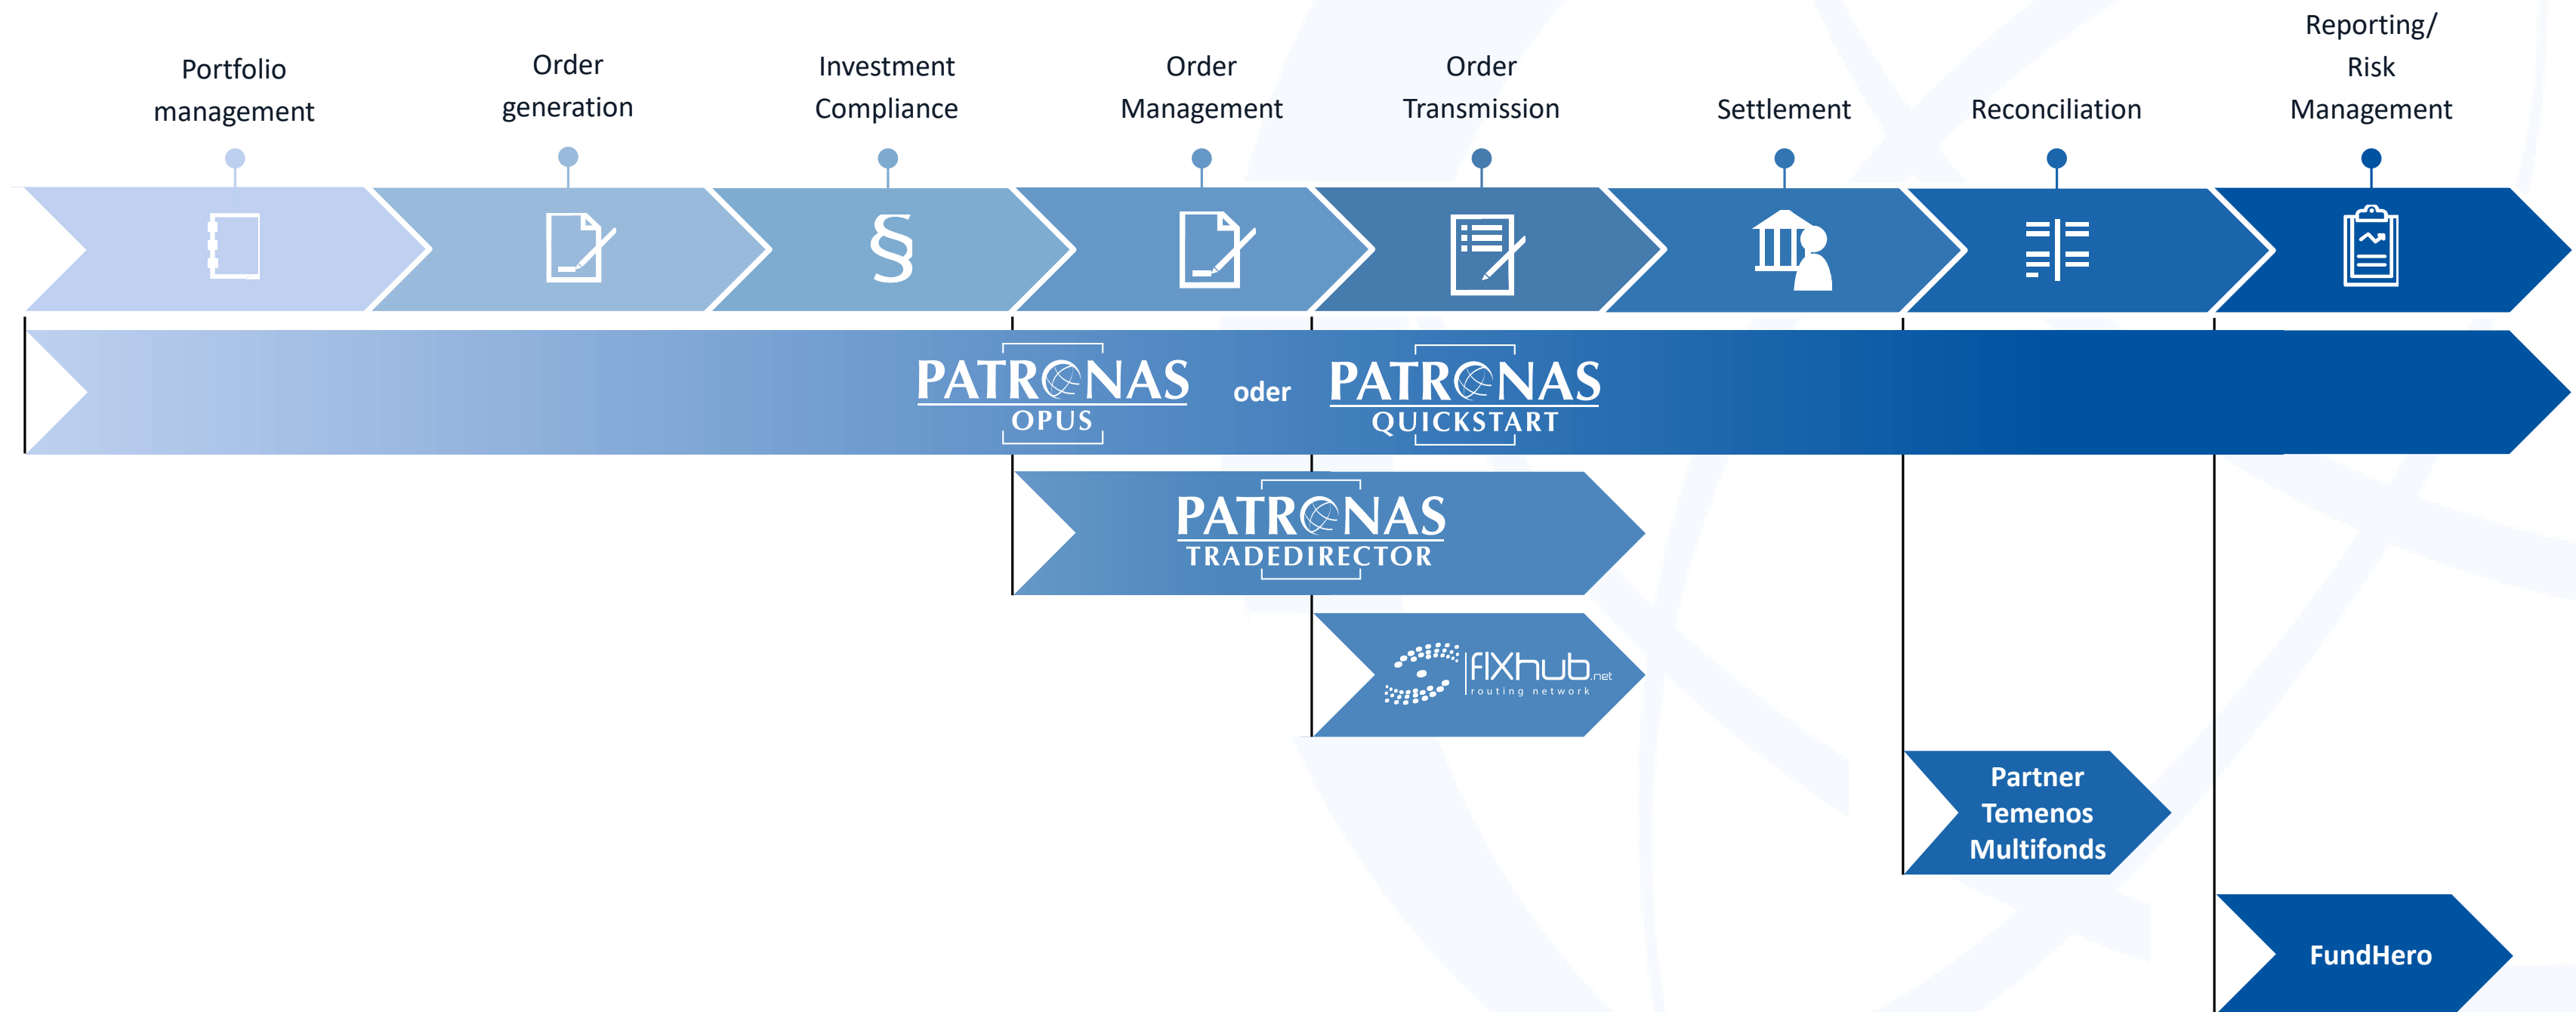 Portfolio
management
Order
generation
Investment
Compliance
Order
Management
Order
Transmission
Settlement
Reconciliation
Reporting/
Risk
Management
§
PATRONAS
OPUS
oder
PATRONAS
QUICKSTART
PATRONAS
TRADEDIRECTOR
fIXhub.net
routing network
Partner
Temenos
Multifonds
FundHero